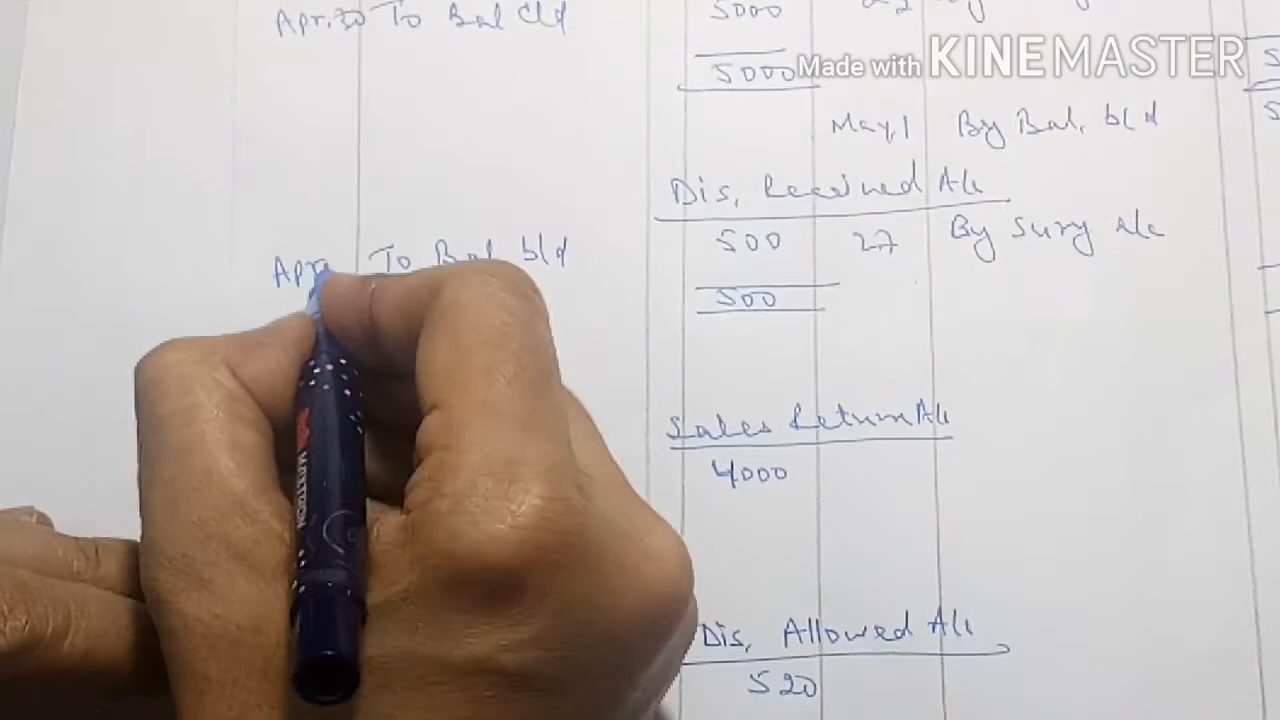 Apr.30 To Bal c/d 5000
5000
Made with KINEMASTER
May,1 By Bal. b/d
Dis, Received A/c
Apr To Bal b/d 500 27 By Sury A/c
500
Sales Return A/c
4000
Dis, Allowed A/c
520
MAXTRON